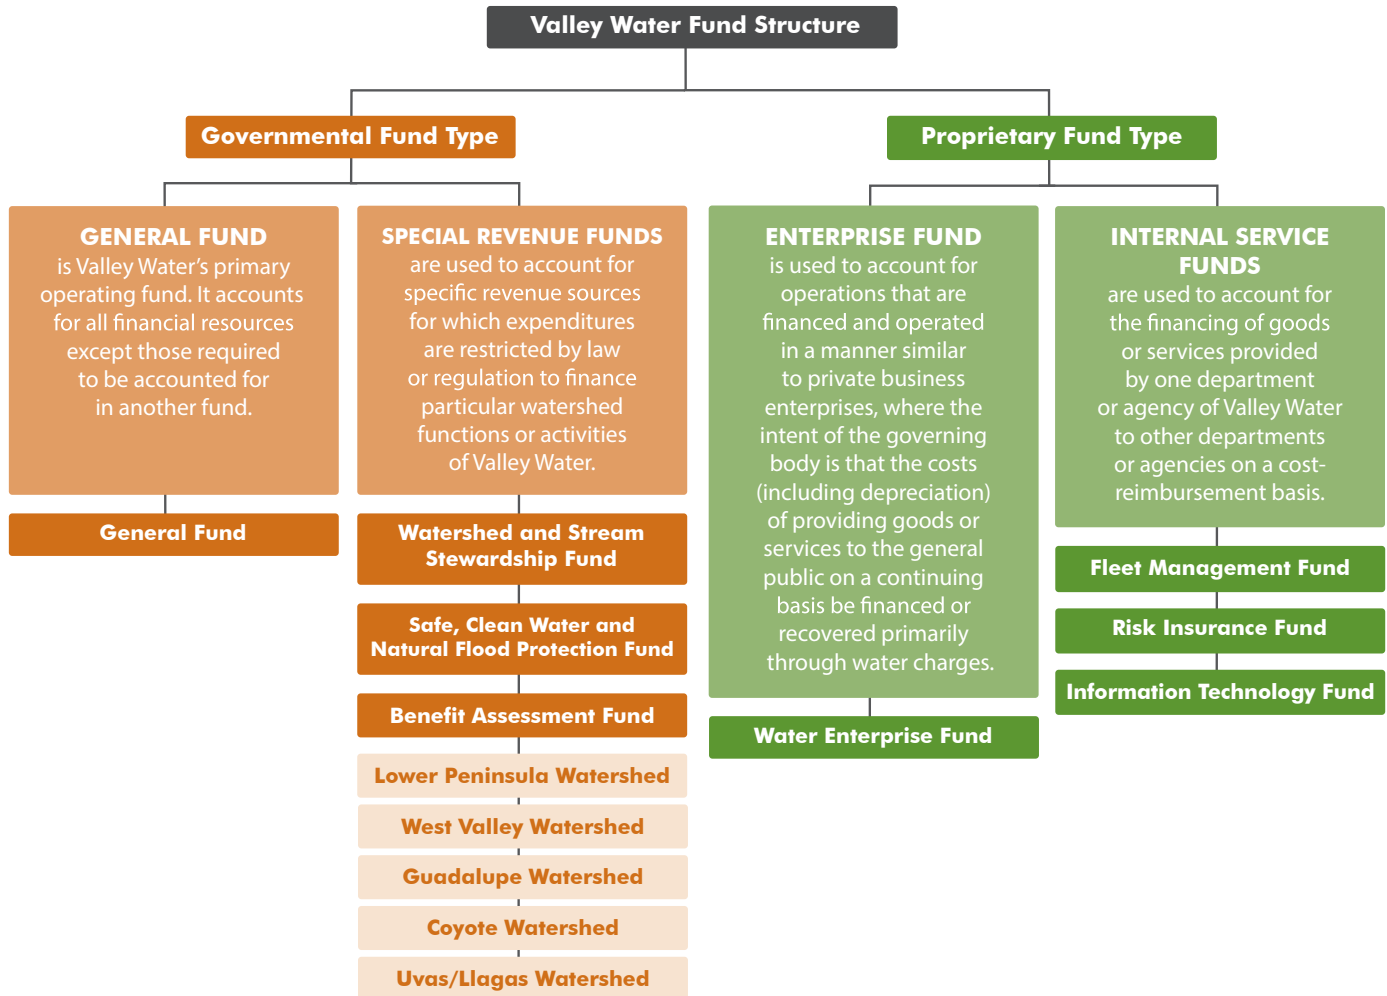 Valley Water Fund Structure
Governmental Fund Type
Proprietary Fund Type
GENERAL FUND
is Valley Water's primary
operating fund. It accounts
for all financial resources
except those required
to be accounted for
in another fund.
General Fund
SPECIAL REVENUE FUNDS
are used to account for
specific revenue sources
for which expenditures
are restricted by law
or regulation to finance
particular watershed
functions or activities
of Valley Water.
Watershed and Stream
Stewardship Fund
Safe, Clean Water and
Natural Flood Protection Fund
Benefit Assessment Fund
Lower Peninsula Watershed
West Valley Watershed
Guadalupe Watershed
Coyote Watershed
Uvas/Llagas Watershed
ENTERPRISE FUND
is used to account for
operations that are
financed and operated
in a manner similar
to private business
enterprises, where the
intent of the governing
body is that the costs
(including depreciation)
of providing goods or
services to the general
public on a continuing
basis be financed or
recovered primarily
through water charges.
Water Enterprise Fund
INTERNAL SERVICE
FUNDS
are used to account for
the financing of goods
or services provided
by one department
or agency of Valley Water
to other departments
or agencies on a cost-
reimbursement basis.
Fleet Management Fund
Risk Insurance Fund
Information Technology Fund